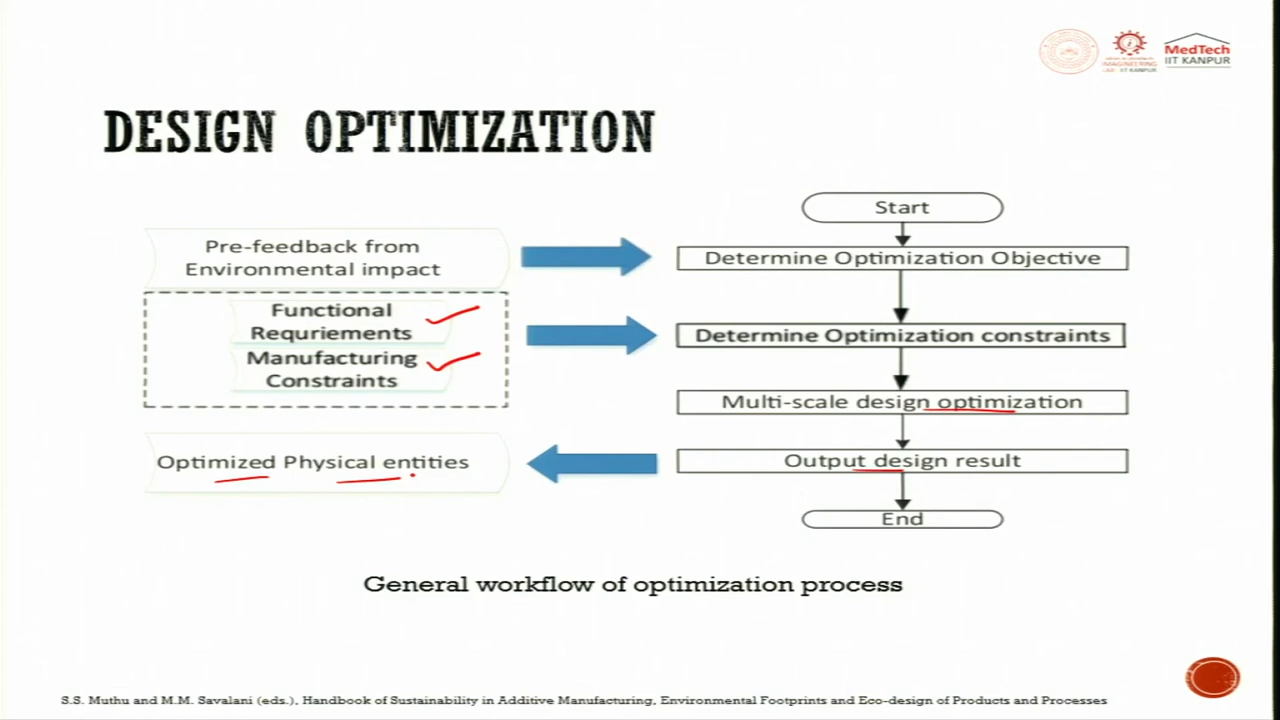 MedTech
IIT KANPUR
DESIGN OPTIMIZATION
Pre-feedback from
Environmental impact
Functional
Requriements
Manufacturing
Constraints
Optimized Physical entities
Start
Determine Optimization Objective
Determine Optimization constraints
Multi-scale design optimization
Output design result
End
General workflow of optimization process
S.S. Muthu and M.M. Savalani (eds.), Handbook of Sustainability in Additive Manufacturing, Environmental Footprints and Eco-design of Products and Processes